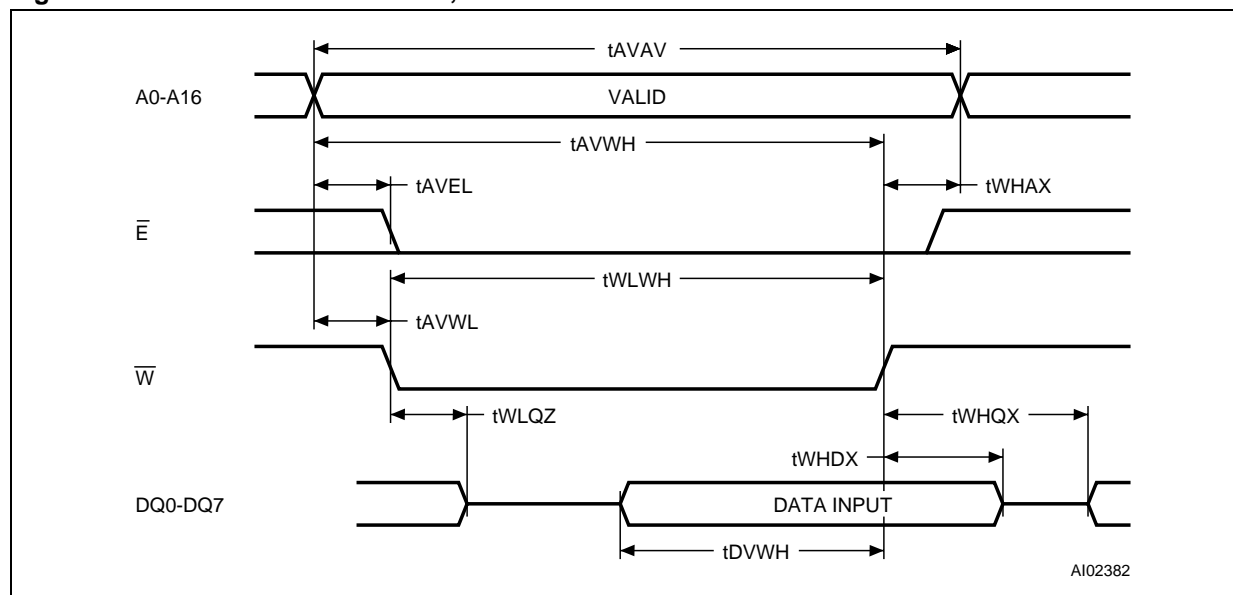 tAVAV
A0-A16
VALID
tAVWH
tAVEL
tWHAX
E̅
tWLWH
tAVWL
W̅
tWLQZ
tWHQX
tWHDX
DQ0-DQ7
DATA INPUT
tDVWH
AI02382